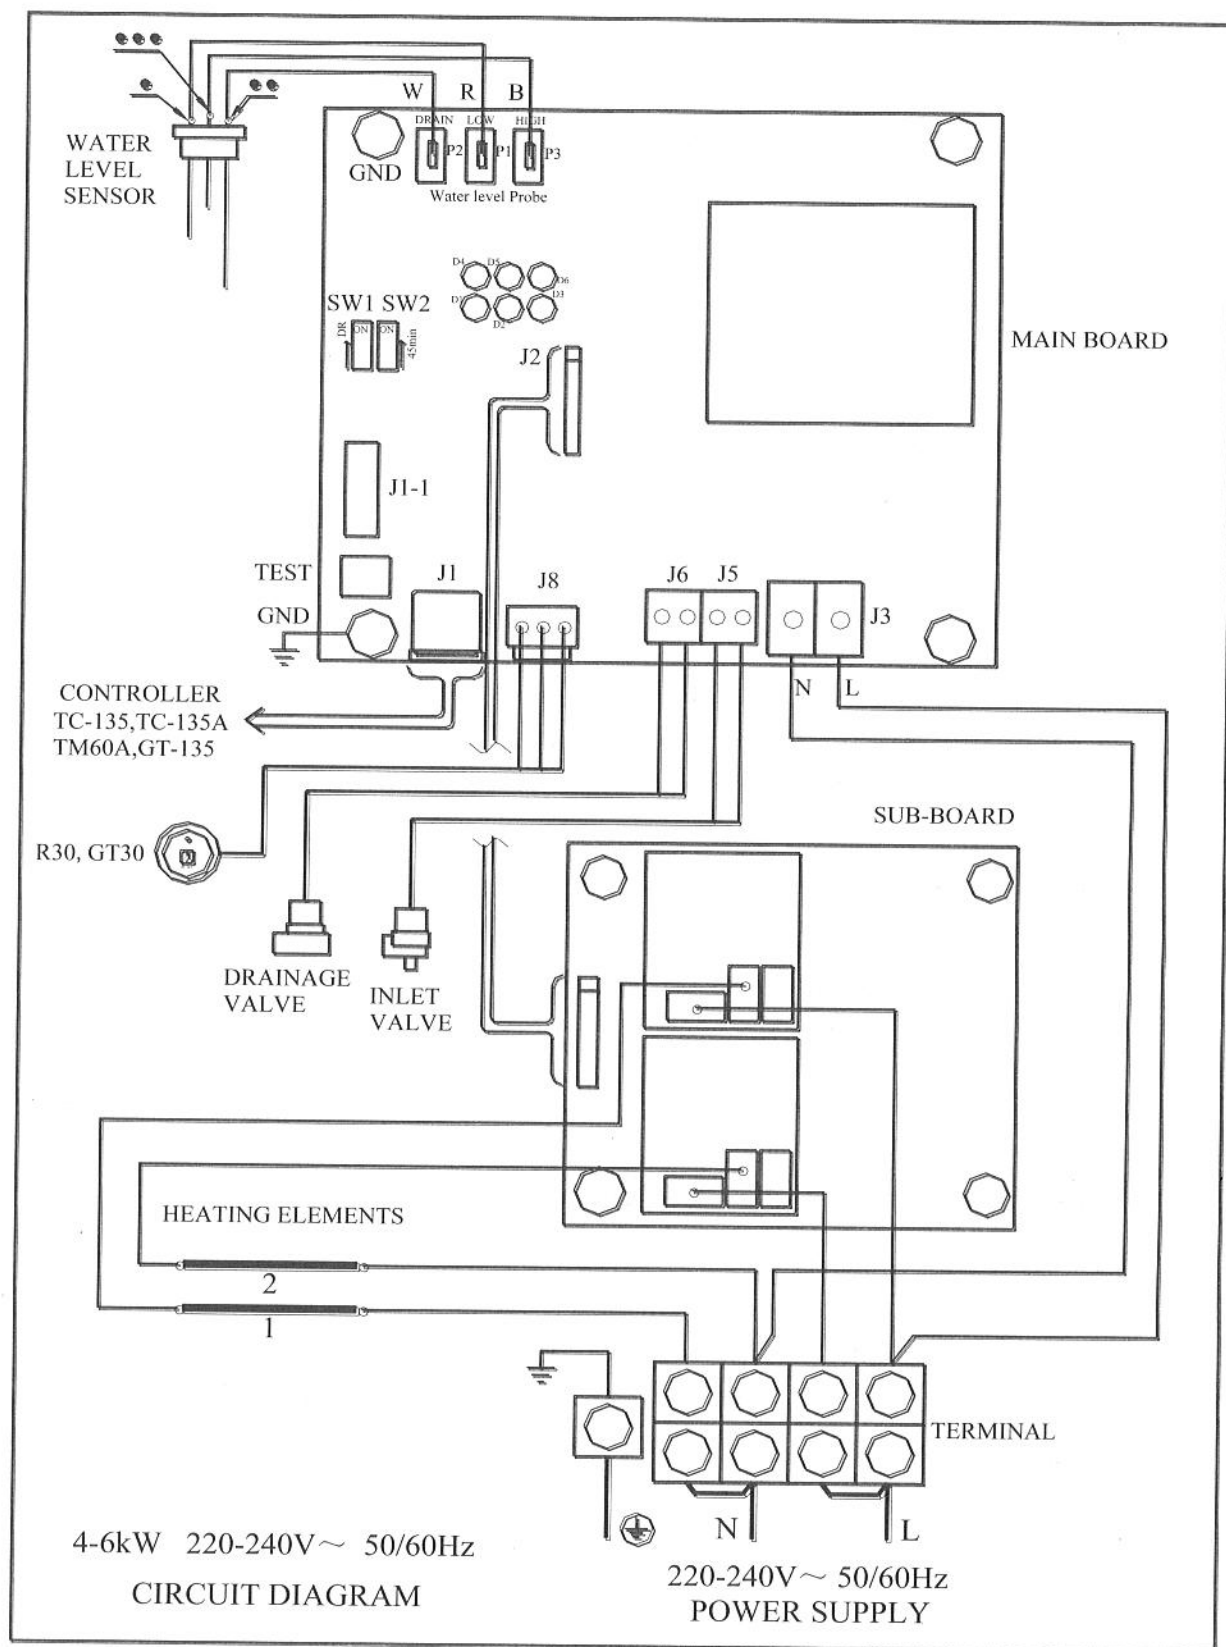 W R B
DRAIN LOW HIGH
P2 P1 P3
GND
Water level Probe
WATER
LEVEL
SENSOR
D4 D5 D6
D1 D2 D3
SW1 SW2
DR ON ON 45min
MAIN BOARD
J2
J1-1
TEST
J1
J8
J6 J5
J3
GND
N L
CONTROLLER
TC-135,TC-135A
TM60A,GT-135
SUB-BOARD
R30, GT30
DRAINAGE
VALVE
INLET
VALVE
HEATING ELEMENTS
2
1
TERMINAL
N L
4-6kW 220-240V~ 50/60Hz
CIRCUIT DIAGRAM
220-240V~ 50/60Hz
POWER SUPPLY